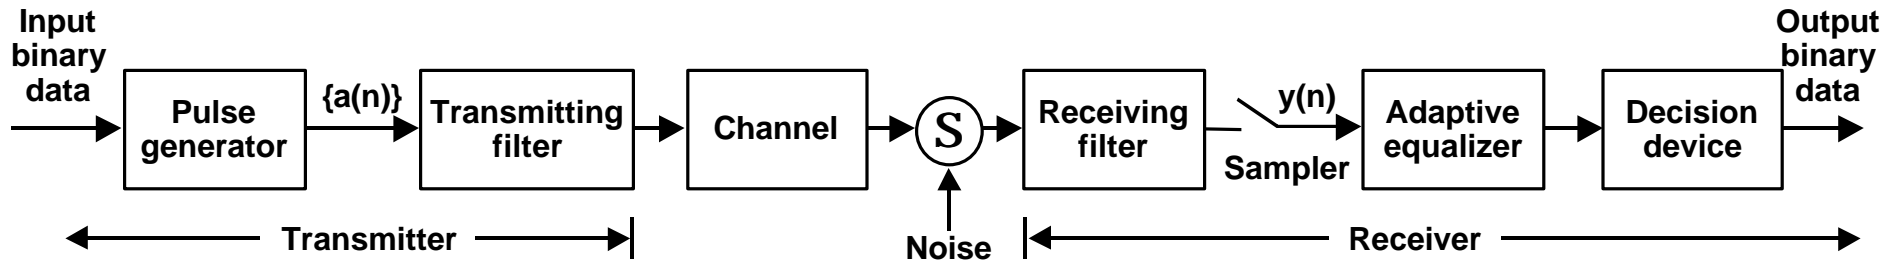 Input
binary
data
Pulse
generator
{a(n)}
Transmitting
filter
Channel
S
Noise
Receiving
filter
Sampler
y(n)
Adaptive
equalizer
Decision
device
Output
binary
data
Transmitter
Receiver